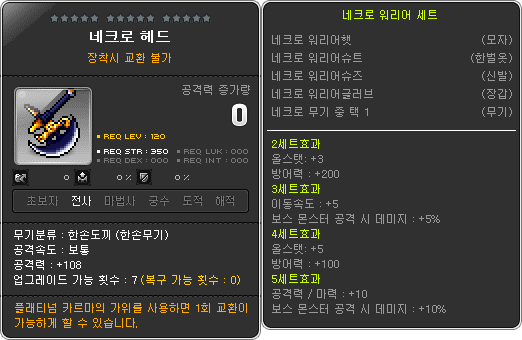 네크로 헤드
장착시 교환 불가
공격력 증가량
0
REQ LEV : 120
REQ STR : 350
REQ LUK : 000
REQ DEX : 000
REQ INT : 000
0
0 %
0 %
초보자 전사 마법사 궁수 도적 해적
무기분류 : 한손도끼 (한손무기)
공격속도 : 보통
공격력 : +108
업그레이드 가능 횟수 : 7 (복구 가능 횟수 : 0)
플래티넘 카르마의 가위를 사용하면 1회 교환이
가능하게 할 수 있습니다.
네크로 워리어 세트
네크로 워리어햇 (모자)
네크로 워리어슈트 (한벌옷)
네크로 워리어슈즈 (신발)
네크로 워리어글러브 (장갑)
네크로 무기 중 택 1 (무기)
2세트효과
올스탯: +3
방어력 : +200
3세트효과
이동속도 : +5
보스 몬스터 공격 시 데미지 : +5%
4세트효과
올스탯: +5
방어력 : +100
5세트효과
공격력 / 마력 : +10
보스 몬스터 공격 시 데미지 : +10%